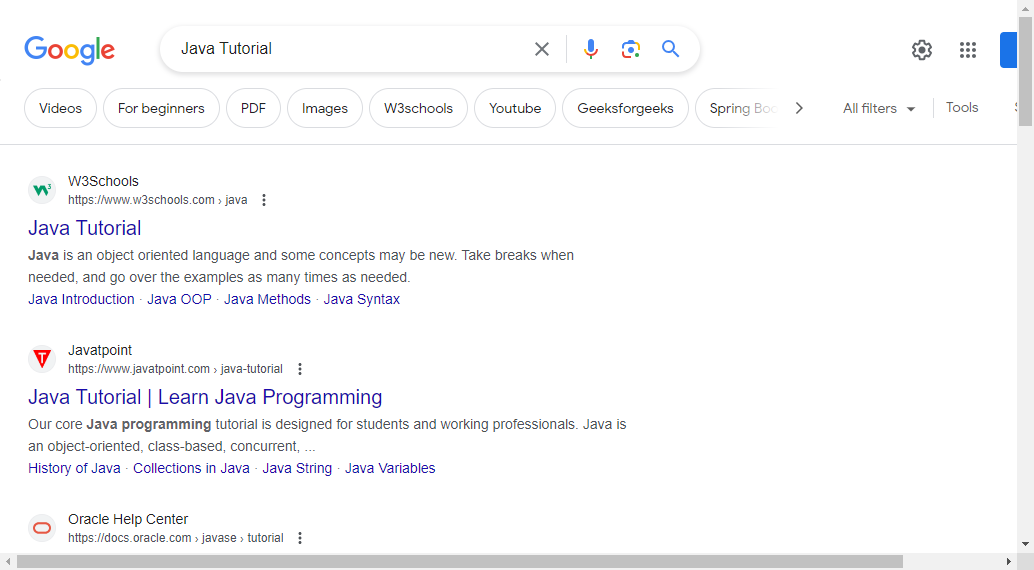 Google
Java Tutorial
Videos
For beginners
PDF
Images
W3schools
Youtube
Geeksforgeeks
Spring Boo
All filters
Tools
W3Schools
https://www.w3schools.com › java
Java Tutorial
Java is an object oriented language and some concepts may be new. Take breaks when
needed, and go over the examples as many times as needed.
Java Introduction · Java OOP · Java Methods · Java Syntax
Javatpoint
https://www.javatpoint.com › java-tutorial
Java Tutorial | Learn Java Programming
Our core Java programming tutorial is designed for students and working professionals. Java is
an object-oriented, class-based, concurrent, ...
History of Java · Collections in Java · Java String · Java Variables
Oracle Help Center
https://docs.oracle.com › javase › tutorial